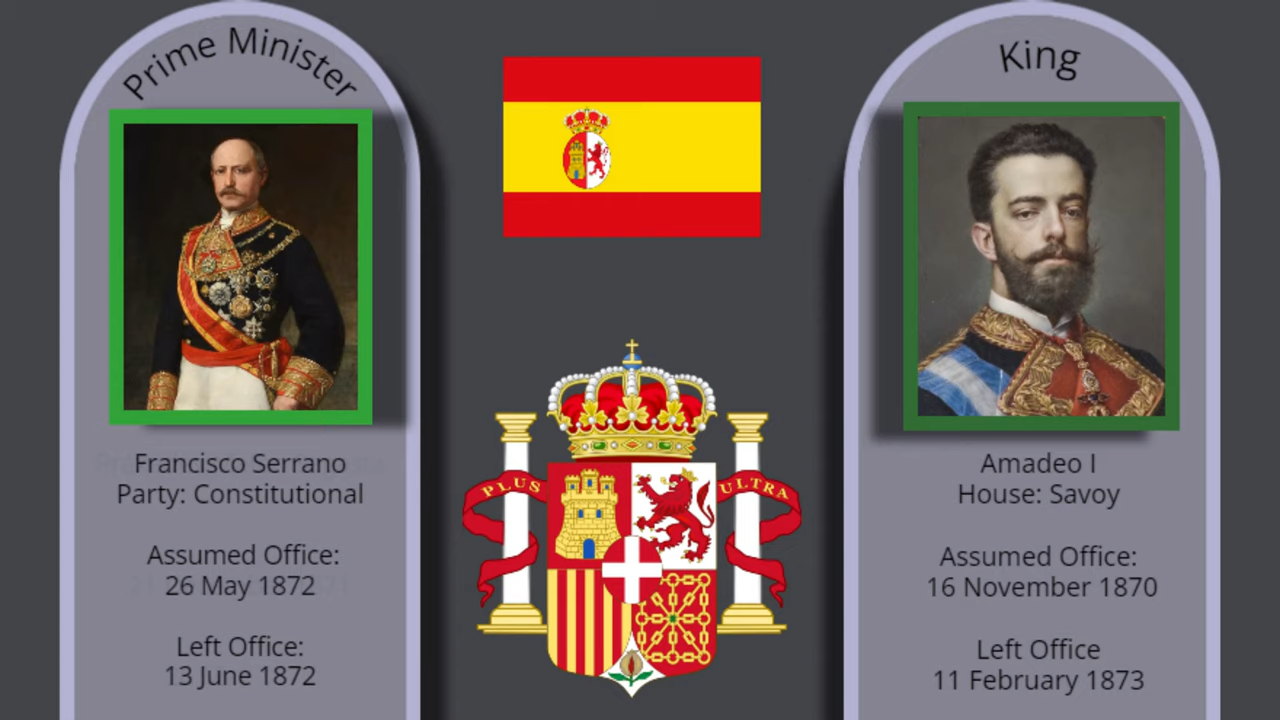 Prime Minister
Francisco Serrano
Party: Constitutional
Assumed Office:
26 May 1872
Left Office:
13 June 1872
PLUS
ULTRA
King
Amadeo I
House: Savoy
Assumed Office:
16 November 1870
Left Office
11 February 1873